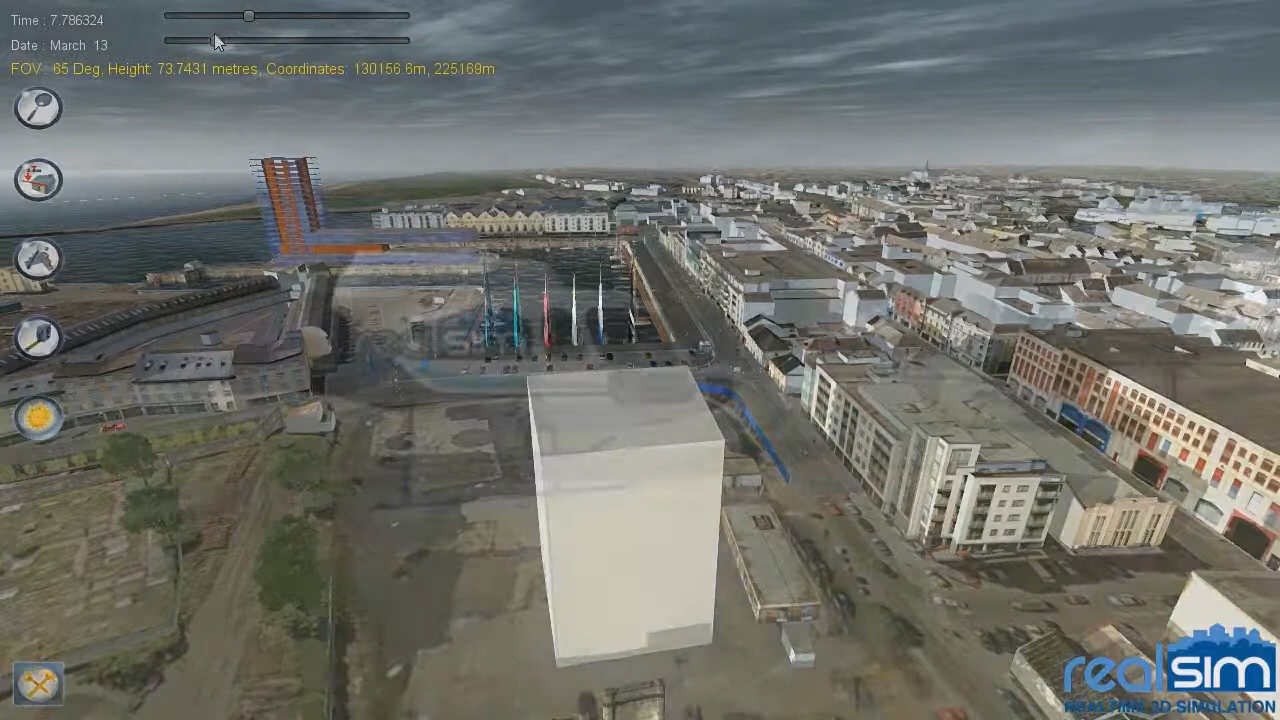 Time : 7.786324
Date : March 13
FOV : 65 Deg, Height: 73.7431 metres, Coordinates: 130156.6m, 225169m
realsim
REALTIME 3D SIMULATION